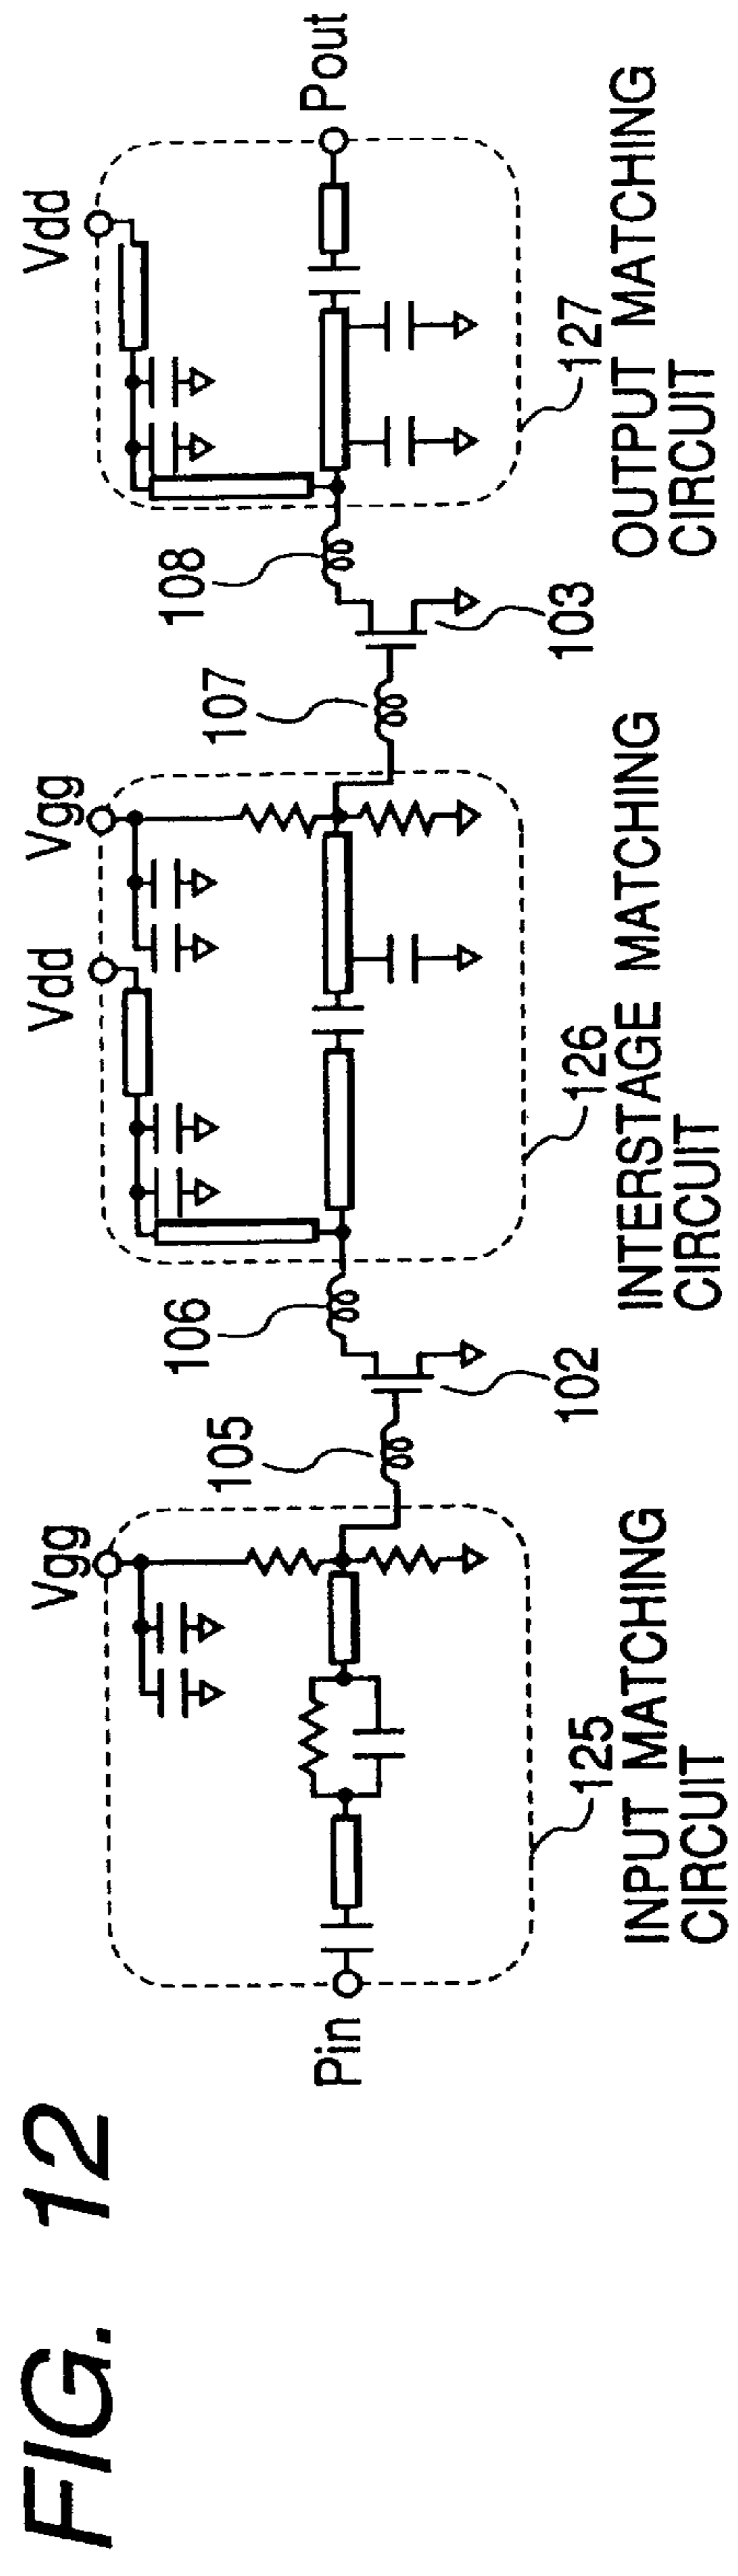 FIG. 12
Pin
Vgg
105
102
106
Vdd
Vgg
107
103
108
Vdd
Pout
125
INPUT MATCHING
CIRCUIT
126
INTERSTAGE MATCHING
CIRCUIT
127
OUTPUT MATCHING
CIRCUIT